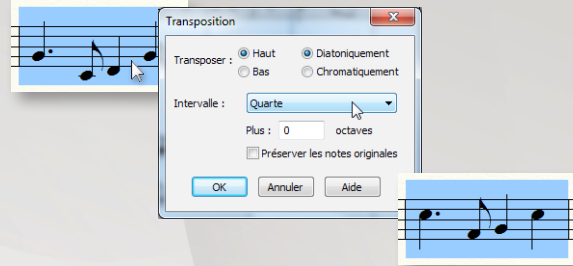 Transposition
Transposer : Haut Diatoniquement
Bas Chromatiquement
Intervalle : Quarte
Plus : 0 octaves
Préserver les notes originales
OK Annuler Aide